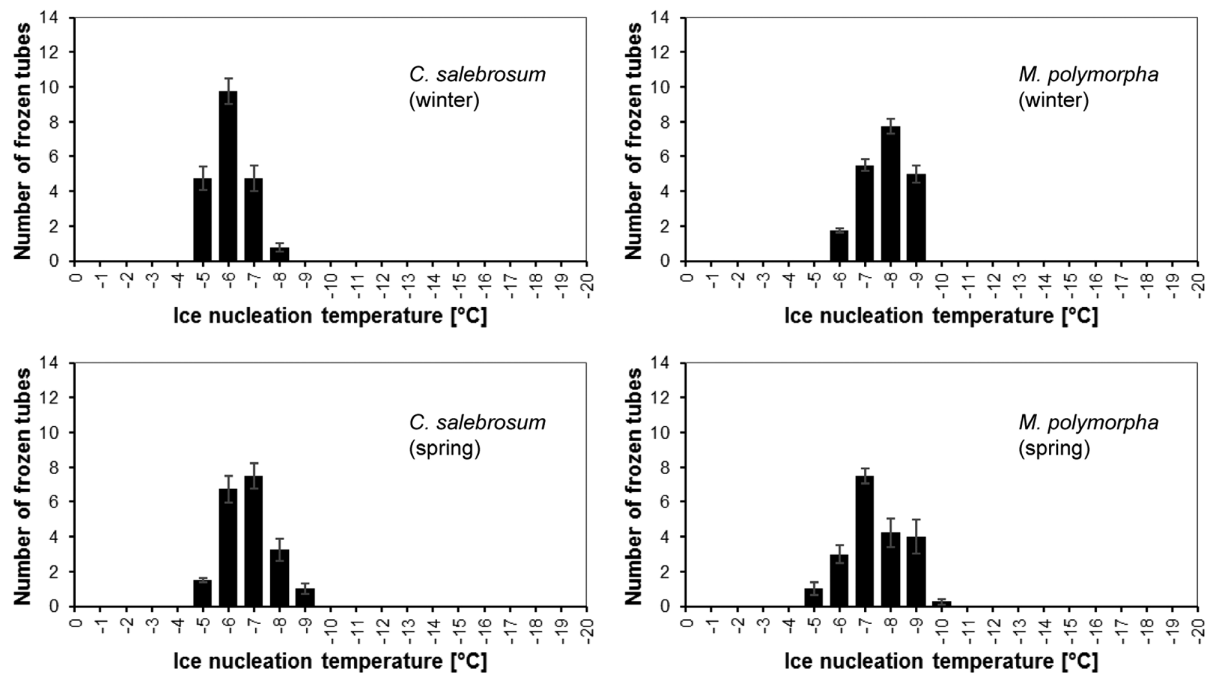 14
12
10
8
6
4
2
0
Number of frozen tubes
C. salebrosum
(winter)
0 -1 -2 -3 -4 -5 -6 -7 -8 -9 -10 -11 -12 -13 -14 -15 -16 -17 -18 -19 -20
Ice nucleation temperature [°C]
14
12
10
8
6
4
2
0
Number of frozen tubes
M. polymorpha
(winter)
0 -1 -2 -3 -4 -5 -6 -7 -8 -9 -10 -11 -12 -13 -14 -15 -16 -17 -18 -19 -20
Ice nucleation temperature [°C]
14
12
10
8
6
4
2
0
Number of frozen tubes
C. salebrosum
(spring)
0 -1 -2 -3 -4 -5 -6 -7 -8 -9 -10 -11 -12 -13 -14 -15 -16 -17 -18 -19 -20
Ice nucleation temperature [°C]
14
12
10
8
6
4
2
0
Number of frozen tubes
M. polymorpha
(spring)
0 -1 -2 -3 -4 -5 -6 -7 -8 -9 -10 -11 -12 -13 -14 -15 -16 -17 -18 -19 -20
Ice nucleation temperature [°C]